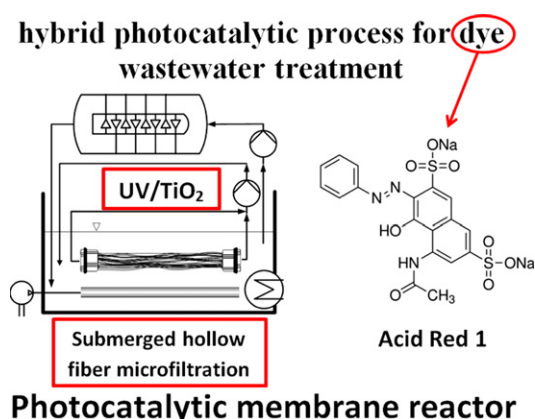 hybrid photocatalytic process for dye
wastewater treatment
UV/TiO₂
Submerged hollow
fiber microfiltration
ONa
O=S=O
N
N
HO
O
S
ONa
O
HN
O
CH₃
Acid Red 1
Photocatalytic membrane reactor